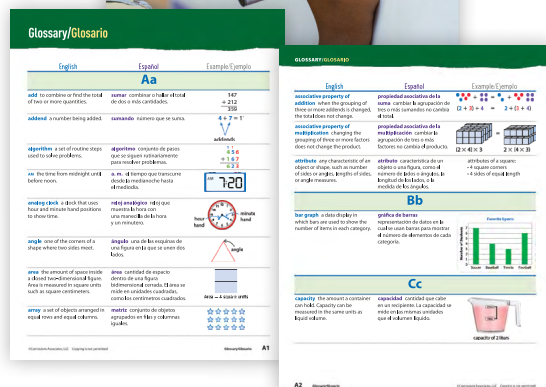 Glossary/Glosario
English Español Example/Ejemplo
Aa
add to combine or find the total
of two or more quantities.
sumar combinar o hallar el total
de dos o más cantidades.
147
+ 212
359
addend a number being added.
sumando número que se suma.
4 + 7 = 1
addends
algorithm a set of routine steps
used to solve problems.
algoritmo conjunto de pasos
que se siguen rutinariamente
para resolver problemas.
456
+ 167
623
AM the time from midnight until
before noon.
a. m. el tiempo que transcurre
desde la medianoche hasta
el mediodía.
AM 7:20
analog clock a clock that uses
hour and minute hand positions
to show time.
reloj analógico reloj que
muestra la hora con
una manecilla de la hora
y un minutero.
hour
hand
minute
hand
angle one of the corners of a
shape where two sides meet.
ángulo una de las esquinas de
una figura en la que se unen dos
lados.
angle
area the amount of space inside
a closed two-dimensional figure.
Area is measured in square units
such as square centimeters.
área cantidad de espacio
dentro de una figura
bidimensional cerrada. El área se
mide en unidades cuadradas,
como los centímetros cuadrados.
Area = 4 square units
array a set of objects arranged in
equal rows and equal columns.
matriz conjunto de objetos
agrupados en filas y columnas
iguales.
©Curriculum Associates, LLC Copying is not permitted.
Glossary/Glosario A1
GLOSSARY/GLOSARIO
English Español Example/Ejemplo
associative property of
addition when the grouping of
three or more addends is changed,
the total does not change.
propiedad asociativa de la
suma cambiar la agrupación de
tres o más sumandos no cambia
el total.
(2 + 3) + 4 2 + (3 + 4)
associative property of
multiplication changing the
grouping of three or more factors
does not change the product.
propiedad asociativa de la
multiplicación cambiar la
agrupación de tres o más
factores no cambia el producto.
(2 × 4) × 3 2 × (4 × 3)
attribute any characteristic of an
object or shape, such as number
of sides or angles, lengths of sides,
or angle measures.
atributo característica de un
objeto o una figura, como el
número de lados o ángulos, la
longitud de los lados, o la
medida de los ángulos.
attributes of a square:
• 4 square corners
• 4 sides of equal length
Bb
bar graph a data display in
which bars are used to show the
number of items in each category.
gráfica de barras
representación de datos en la
cual se usan barras para mostrar
el número de elementos de cada
categoría.
Favorite Sports
Number of Students
Soccer Baseball Tennis Football
Cc
capacity the amount a container
can hold. Capacity can be
measured in the same units as
liquid volume.
capacidad cantidad que cabe
en un recipiente. La capacidad se
mide en las mismas unidades
que el volumen líquido.
capacity of 2 liters
A2 Glossary/Glosario
©Curriculum Associates, LLC Copying is not permitted.